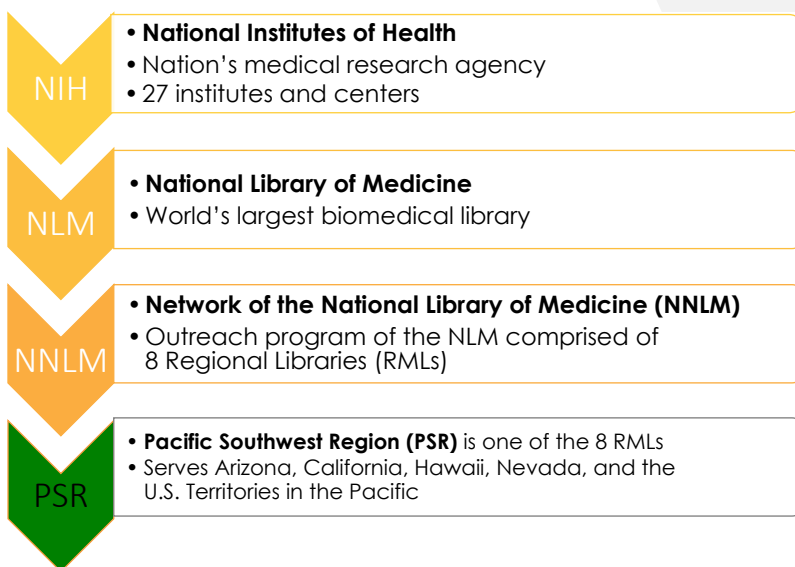 NIH
• National Institutes of Health
• Nation’s medical research agency
• 27 institutes and centers
NLM
• National Library of Medicine
• World’s largest biomedical library
NNLM
• Network of the National Library of Medicine (NNLM)
• Outreach program of the NLM comprised of
8 Regional Libraries (RMLs)
PSR
• Pacific Southwest Region (PSR) is one of the 8 RMLs
• Serves Arizona, California, Hawaii, Nevada, and the
U.S. Territories in the Pacific